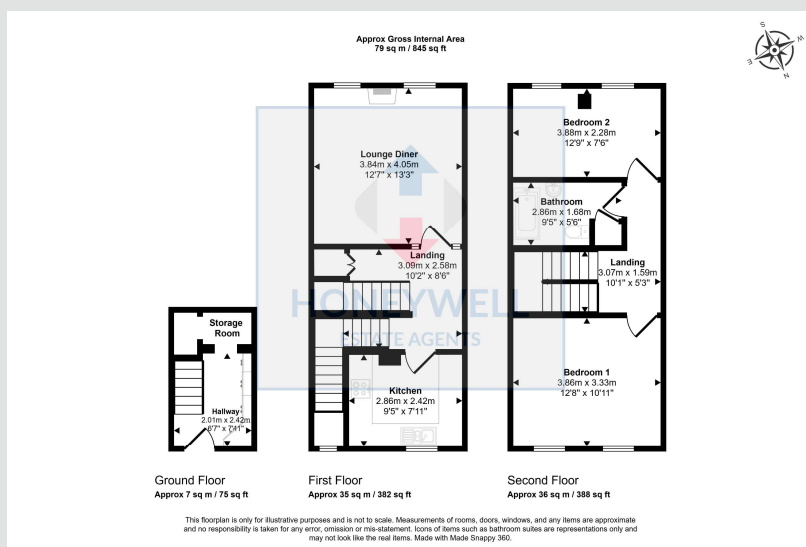 Approx Gross Internal Area
79 sq m / 845 sq ft
S
W
E
N
Lounge Diner
3.84m x 4.05m
12'7" x 13'3"
Landing
3.09m x 2.58m
10'2" x 8'6"
Kitchen
2.86m x 2.42m
9'5" x 7'11"
Bedroom 2
3.88m x 2.28m
12'9" x 7'6"
Bathroom
2.86m x 1.68m
9'5" x 5'6"
Landing
3.07m x 1.59m
10'1" x 5'3"
Bedroom 1
3.86m x 3.33m
12'8" x 10'11"
Storage
Room
Hallway
2.01m x 2.42m
6'7" x 7'11"
HONEYWELL
ESTATE AGENTS
Ground Floor
Approx 7 sq m / 75 sq ft
First Floor
Approx 35 sq m / 382 sq ft
Second Floor
Approx 36 sq m / 388 sq ft
This floorplan is only for illustrative purposes and is not to scale. Measurements of rooms, doors, windows, and any items are approximate
and no responsibility is taken for any error, omission or mis-statement. Icons of items such as bathroom suites are representations only and
may not look like the real items. Made with Made Snappy 360.